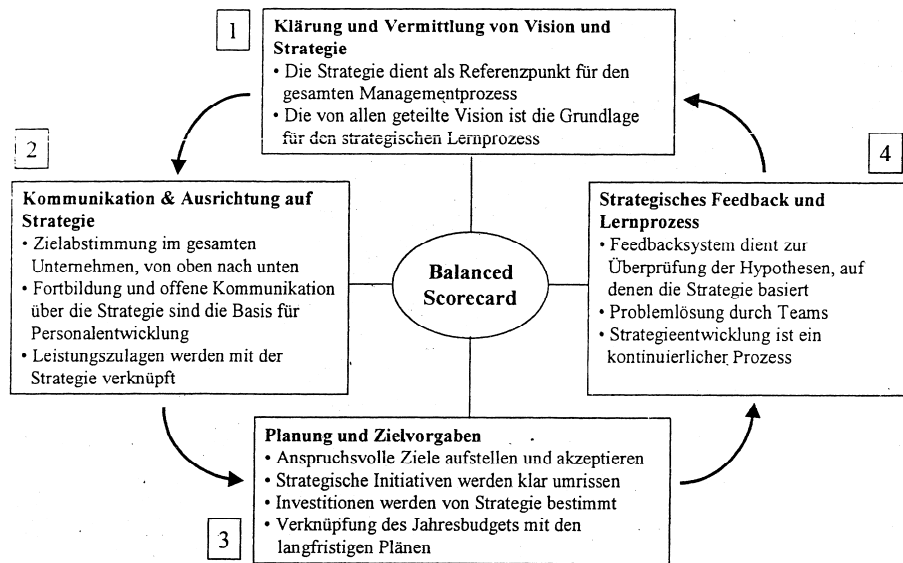 1
Klärung und Vermittlung von Vision und
Strategie
• Die Strategie dient als Referenzpunkt für den
gesamten Managementprozess
• Die von allen geteilte Vision ist die Grundlage
für den strategischen Lernprozess
2
Kommunikation & Ausrichtung auf
Strategie
• Zielabstimmung im gesamten
Unternehmen, von oben nach unten
• Fortbildung und offene Kommunikation
über die Strategie sind die Basis für
Personalentwicklung
• Leistungszulagen werden mit der
Strategie verknüpft
Balanced
Scorecard
4
Strategisches Feedback und
Lernprozess
• Feedbacksystem dient zur
Überprüfung der Hypothesen, auf
denen die Strategie basiert
• Problemlösung durch Teams
• Strategieentwicklung ist ein
kontinuierlicher Prozess
3
Planung und Zielvorgaben
• Anspruchsvolle Ziele aufstellen und akzeptieren
• Strategische Initiativen werden klar umrissen
• Investitionen werden von Strategie bestimmt
• Verknüpfung des Jahresbudgets mit den
langfristigen Plänen